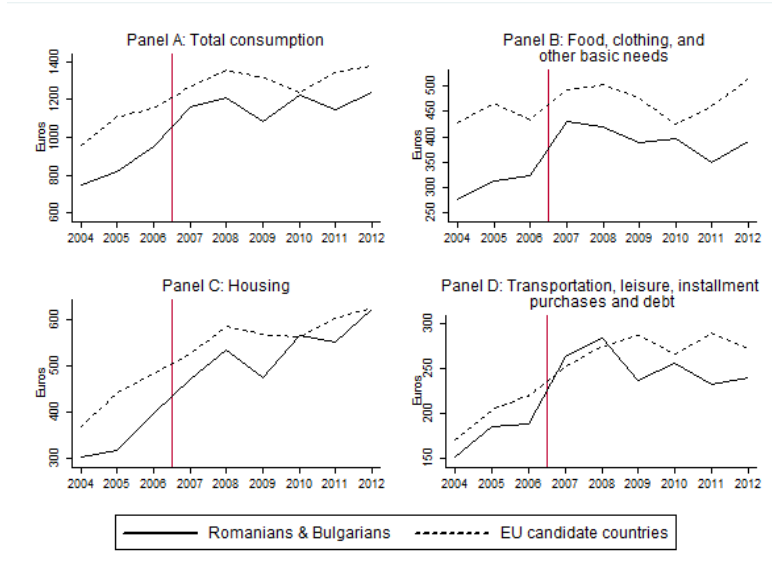 Panel A: Total consumption
Euros
600
800
1000
1200
1400
2004 2005 2006 2007 2008 2009 2010 2011 2012
Panel B: Food, clothing, and
other basic needs
Euros
250
300
350
400
450
500
2004 2005 2006 2007 2008 2009 2010 2011 2012
Panel C: Housing
Euros
300
400
500
600
2004 2005 2006 2007 2008 2009 2010 2011 2012
Panel D: Transportation, leisure, installment
purchases and debt
Euros
150
200
250
300
2004 2005 2006 2007 2008 2009 2010 2011 2012
Romanians & Bulgarians
EU candidate countries